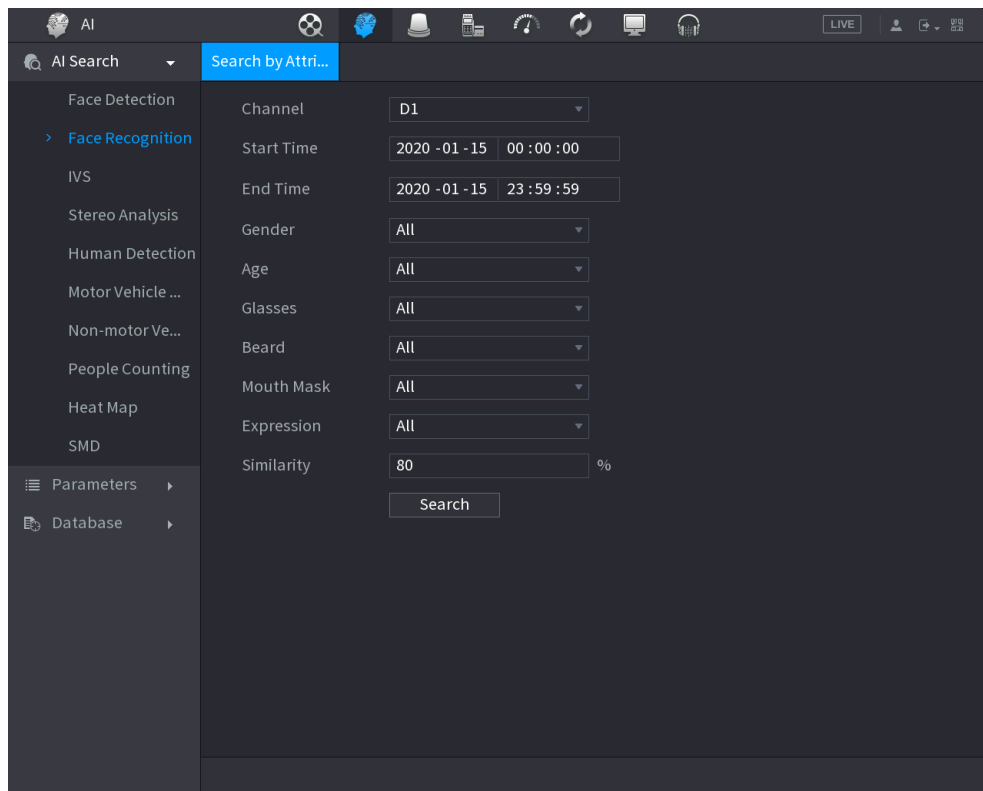 AI
LIVE
AI Search
Search by Attri...
Face Detection
Face Recognition
IVS
Stereo Analysis
Human Detection
Motor Vehicle ...
Non-motor Ve...
People Counting
Heat Map
SMD
Parameters
Database
Channel D1
Start Time 2020 -01 -15 00 :00 :00
End Time 2020 -01 -15 23 :59 :59
Gender All
Age All
Glasses All
Beard All
Mouth Mask All
Expression All
Similarity 80 %
Search